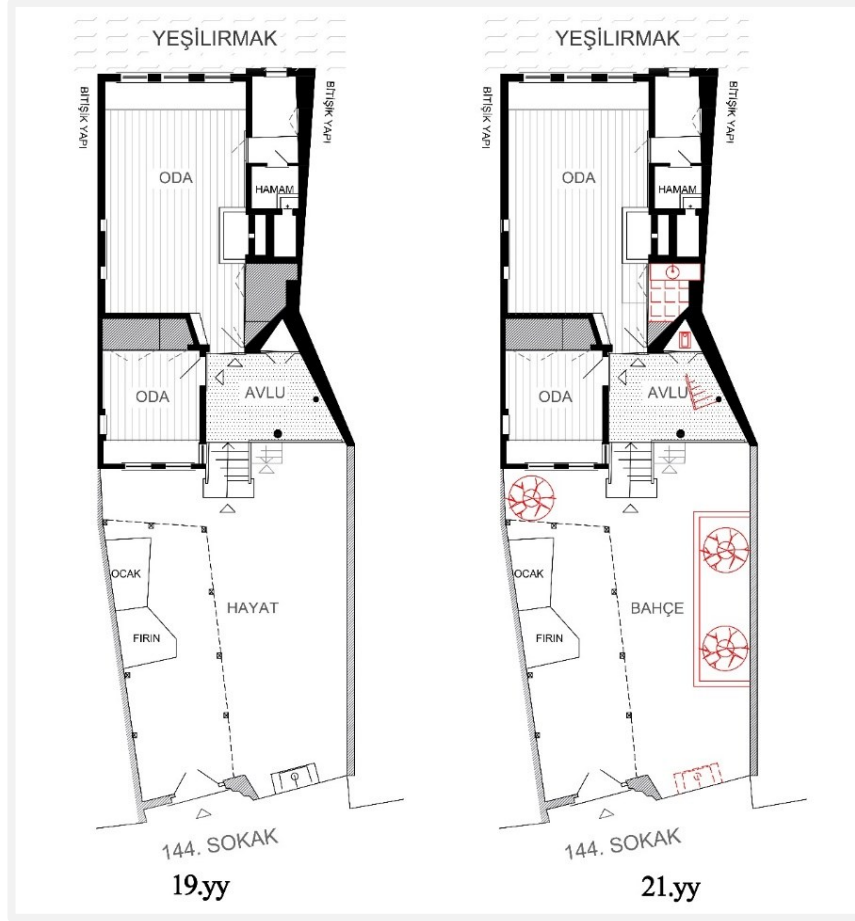 YEŞİLIRMAK
BİTİŞİK YAPI
BİTİŞİK YAPI
ODA
HAMAM
ODA
AVLU
OCAK
HAYAT
FIRIN
144. SOKAK
19.yy
YEŞİLIRMAK
BİTİŞİK YAPI
BİTİŞİK YAPI
ODA
HAMAM
ODA
AVLU
OCAK
BAHÇE
FIRIN
144. SOKAK
21.yy